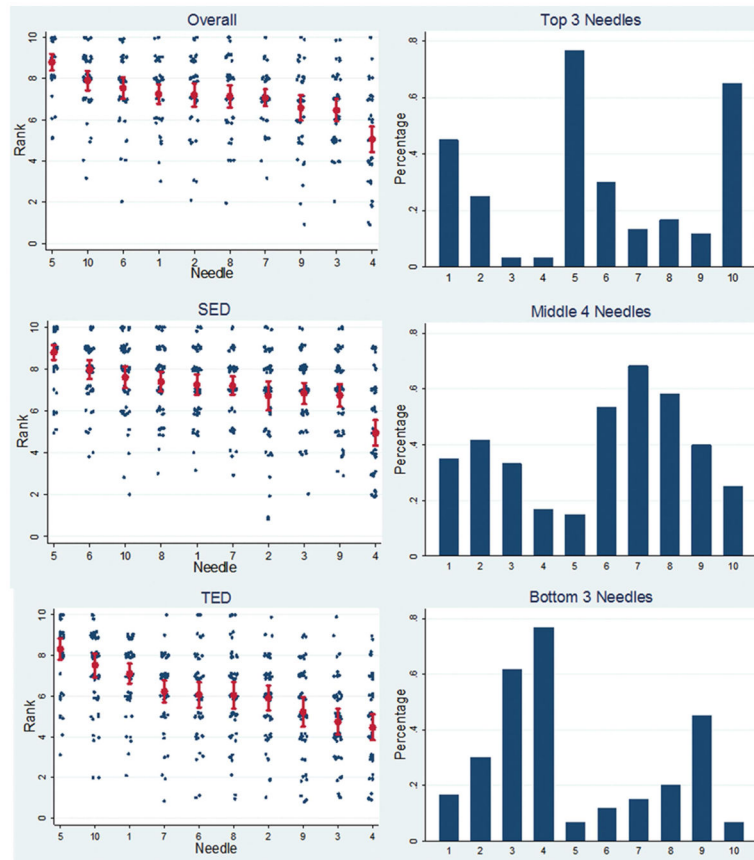 Overall
Rank
10
8
6
4
2
0
5 10 6 1 2 8 7 9 3 4
Needle
Top 3 Needles
Percentage
.8
.6
.4
.2
0
1 2 3 4 5 6 7 8 9 10
SED
Rank
10
8
6
4
2
0
5 6 10 8 1 7 2 3 9 4
Needle
Middle 4 Needles
Percentage
.8
.6
.4
.2
0
1 2 3 4 5 6 7 8 9 10
TED
Rank
10
8
6
4
2
0
5 10 1 7 6 8 2 9 3 4
Needle
Bottom 3 Needles
Percentage
.8
.6
.4
.2
0
1 2 3 4 5 6 7 8 9 10